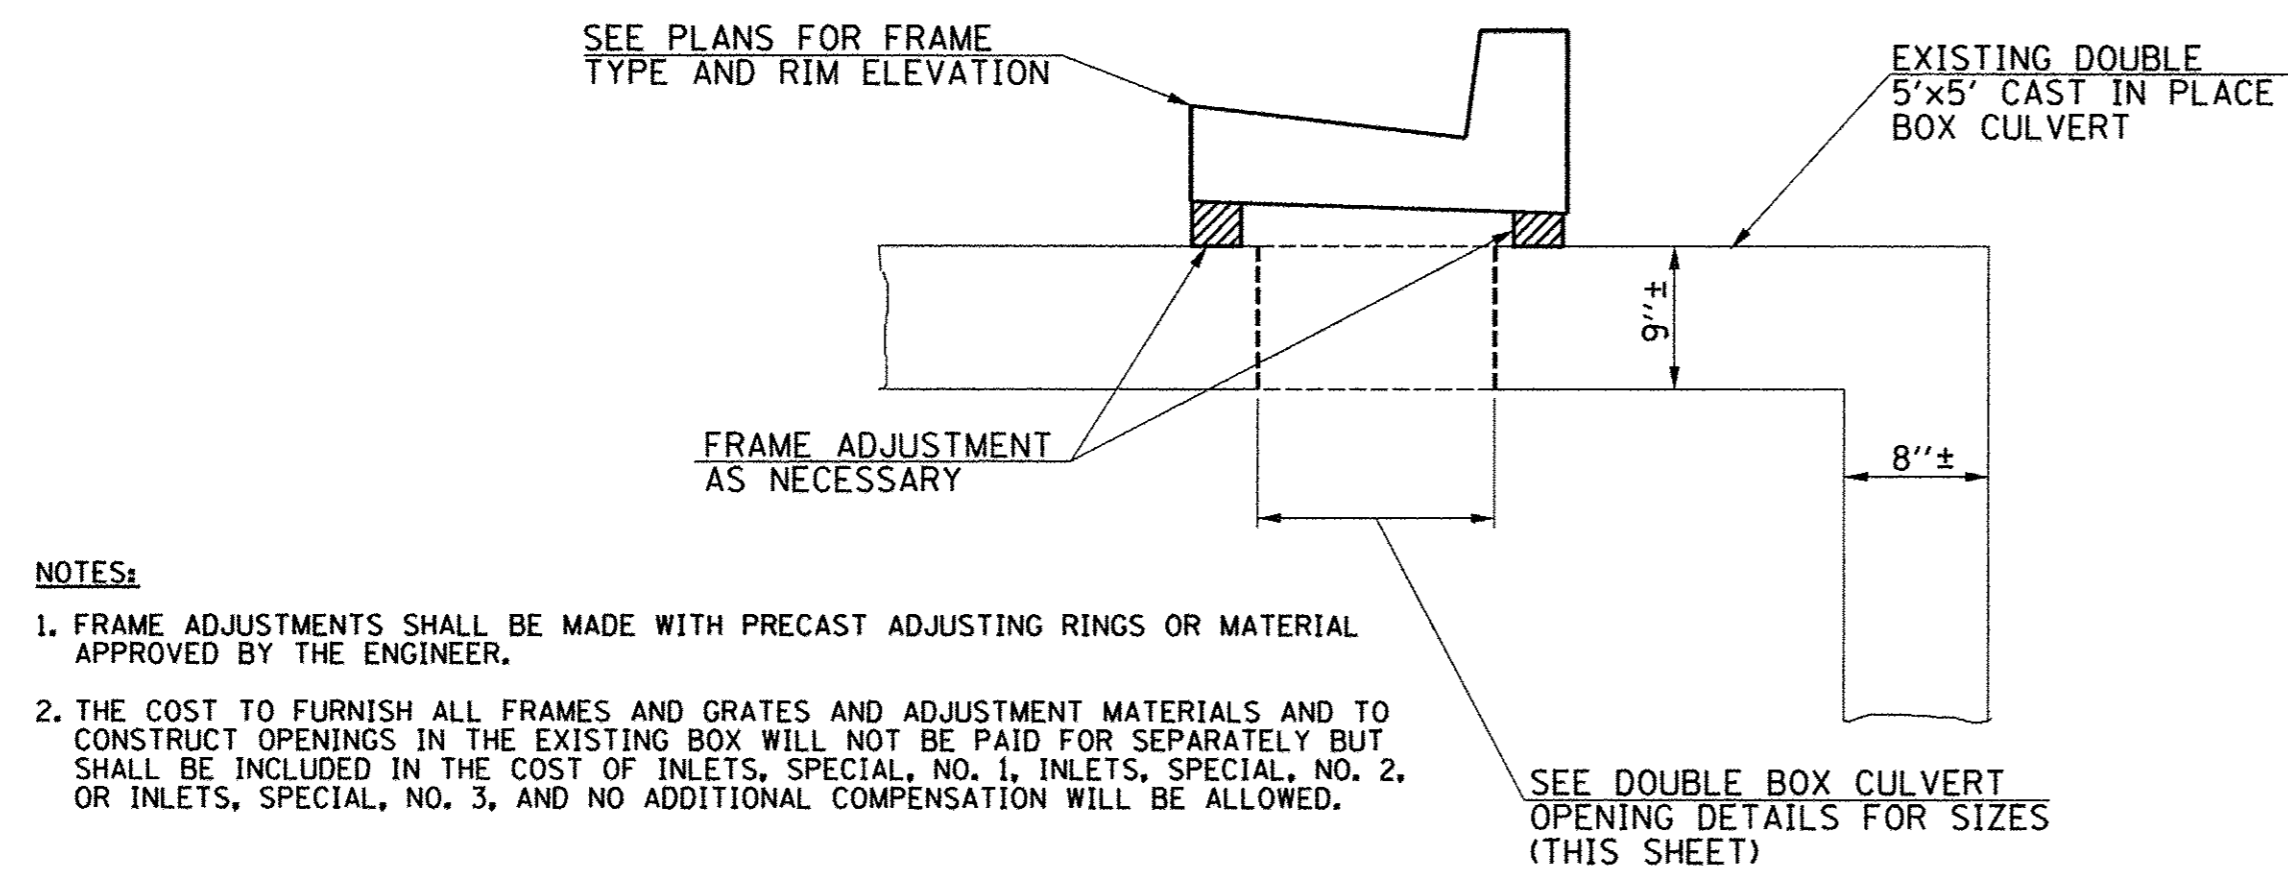 SEE PLANS FOR FRAME
TYPE AND RIM ELEVATION
EXISTING DOUBLE
5'x5' CAST IN PLACE
BOX CULVERT
9"±
FRAME ADJUSTMENT
AS NECESSARY
8"±
NOTES:
1. FRAME ADJUSTMENTS SHALL BE MADE WITH PRECAST ADJUSTING RINGS OR MATERIAL
APPROVED BY THE ENGINEER.
2. THE COST TO FURNISH ALL FRAMES AND GRATES AND ADJUSTMENT MATERIALS AND TO
CONSTRUCT OPENINGS IN THE EXISTING BOX WILL NOT BE PAID FOR SEPARATELY BUT
SHALL BE INCLUDED IN THE COST OF INLETS, SPECIAL, NO. 1, INLETS, SPECIAL, NO. 2,
OR INLETS, SPECIAL, NO. 3, AND NO ADDITIONAL COMPENSATION WILL BE ALLOWED.
SEE DOUBLE BOX CULVERT
OPENING DETAILS FOR SIZES
(THIS SHEET)